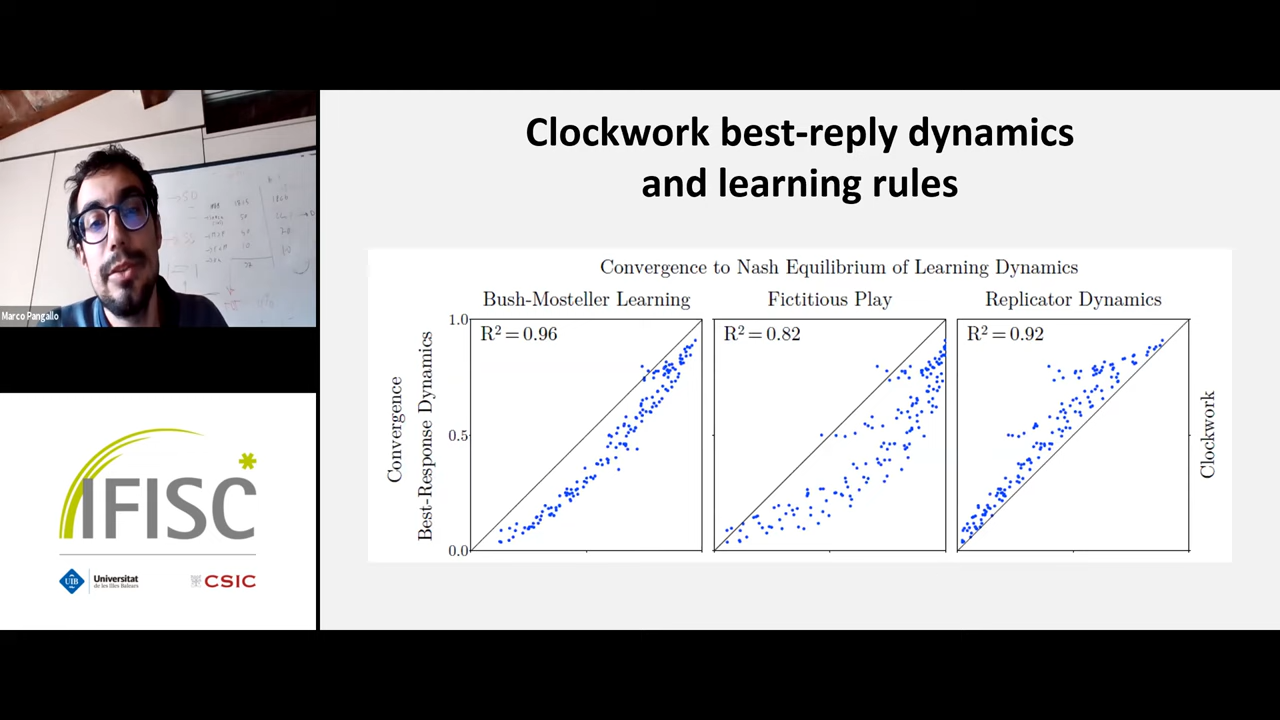 Clockwork best-reply dynamics
and learning rules
Convergence to Nash Equilibrium of Learning Dynamics
Bush-Mosteller Learning
Fictitious Play
Replicator Dynamics
R² = 0.96
R² = 0.82
R² = 0.92
Convergence
Best-Response Dynamics
1.0
0.5
0.0
Clockwork
Marco Pangallo
IFISC
UIB
Universitat
de les Illes Balears
CSIC